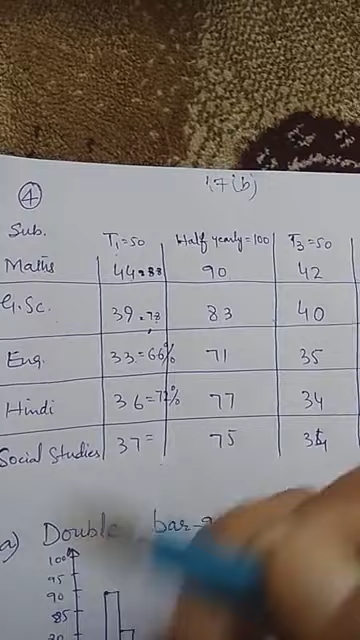 ④ 17(b)
Sub. T₁=50 Half yearly=100 T₃=50
Maths 44=88 90 42
G.Sc. 39=78 83 40
Eng. 33=66% 71 35
Hindi 36=72% 77 34
Social Studies 37= 75
a) Double bar-
100
95
90
85